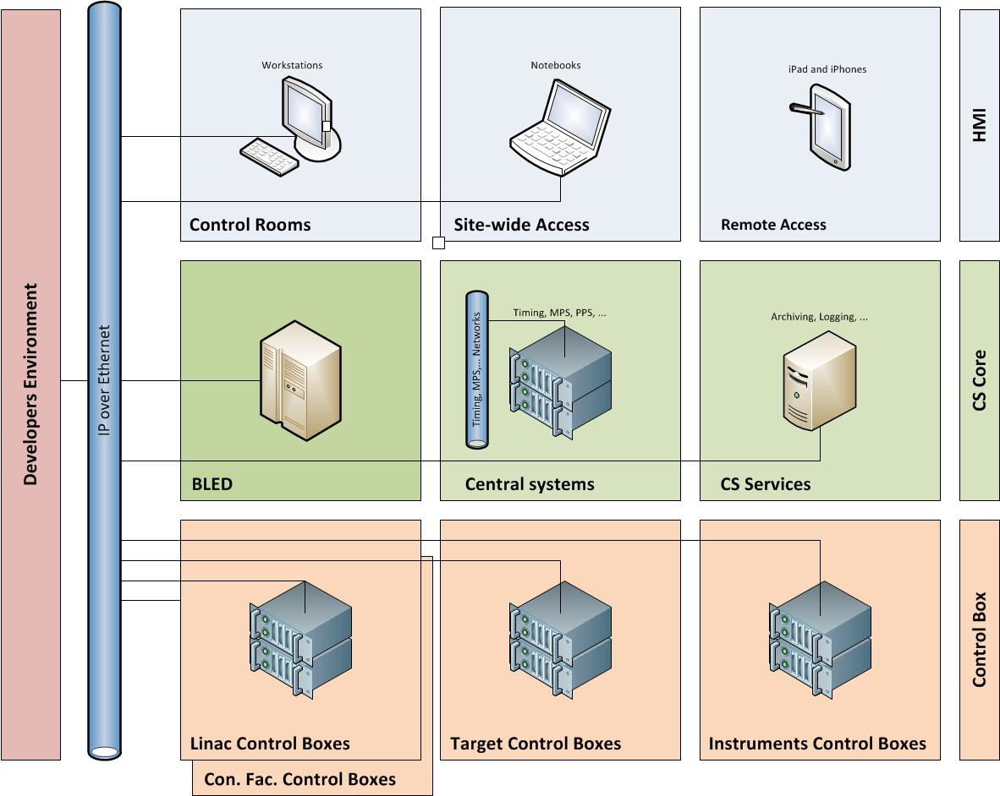 Developers Environment
IP over Ethernet
Workstations
Control Rooms
Notebooks
Site-wide Access
iPad and iPhones
Remote Access
HMI
BLED
Timing, MPS,... Networks
Timing, MPS, PPS, ...
Central systems
Archiving, Logging, ...
CS Services
CS Core
Linac Control Boxes
Con. Fac. Control Boxes
Target Control Boxes
Instruments Control Boxes
Control Box